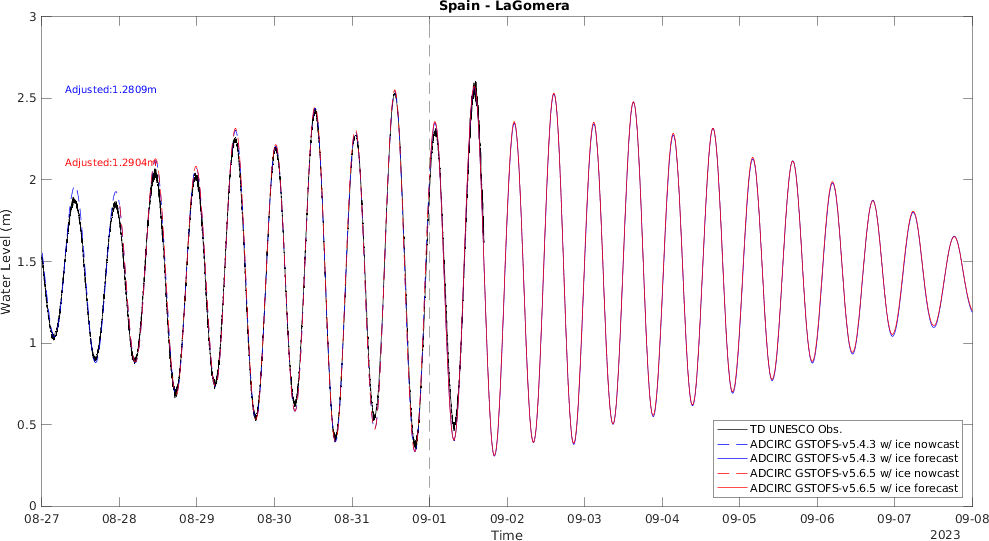 Spain - LaGomera
3
2.5
2
1.5
1
0.5
0
Water Level (m)
Adjusted:1.2809m
Adjusted:1.2904m
TD UNESCO Obs.
ADCIRC GSTOFS-v5.4.3 w/ ice nowcast
ADCIRC GSTOFS-v5.4.3 w/ ice forecast
ADCIRC GSTOFS-v5.6.5 w/ ice nowcast
ADCIRC GSTOFS-v5.6.5 w/ ice forecast
08-27 08-28 08-29 08-30 08-31 09-01 09-02 09-03 09-04 09-05 09-06 09-07 09-08
Time
2023